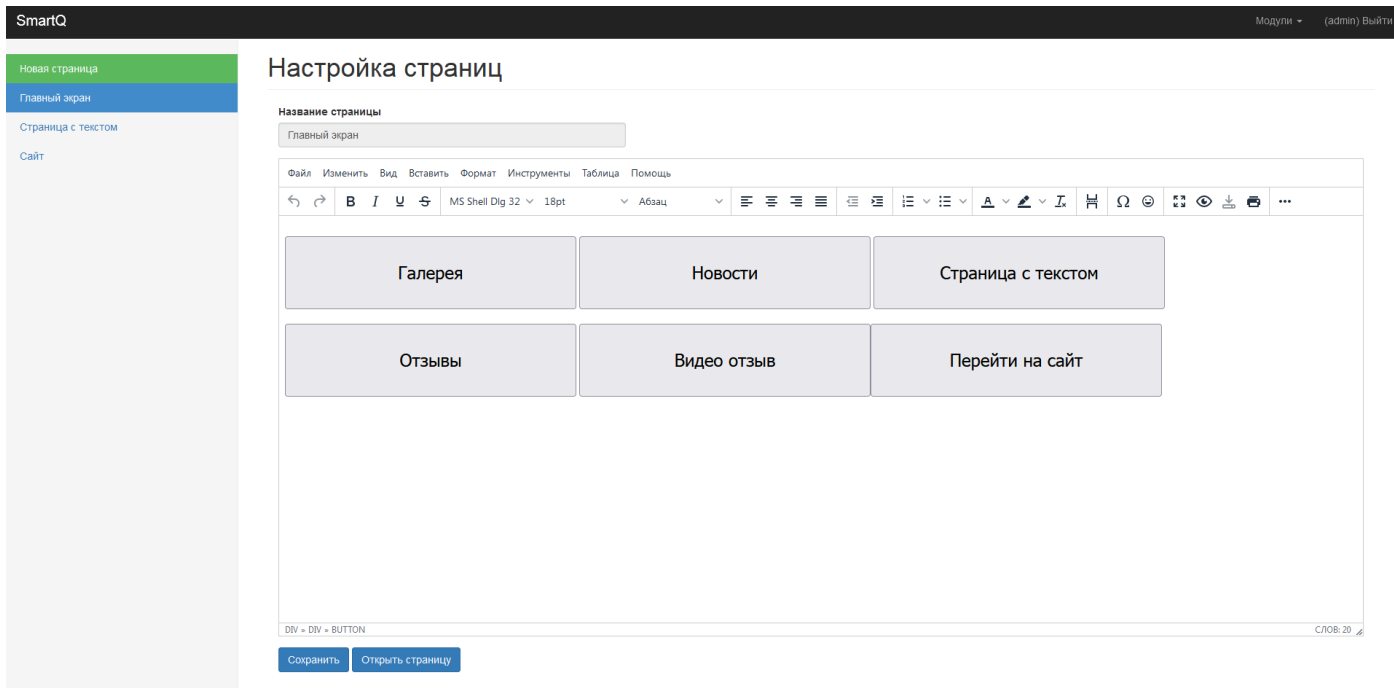 SmartQ Модули (admin) Выйти
Новая страница
Главный экран
Страница с текстом
Сайт
Настройка страниц
Название страницы
Главный экран
Файл Изменить Вид Вставить Формат Инструменты Таблица Помощь
B I U S MS Shell Dlg 32 18pt Абзац A Ω
Галерея Новости Страница с текстом
Отзывы Видео отзыв Перейти на сайт
DIV » DIV » BUTTON СЛОВ: 20
Сохранить Открыть страницу